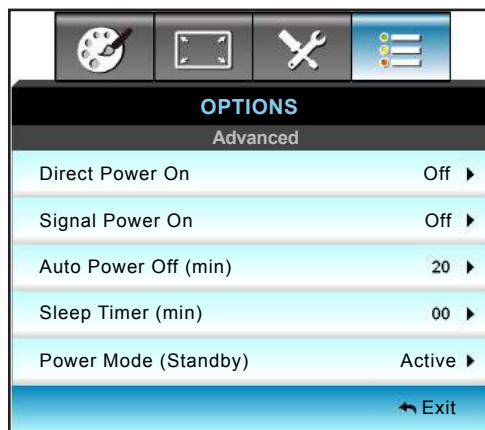 OPTIONS
Advanced
Direct Power On Off
Signal Power On Off
Auto Power Off (min) 20
Sleep Timer (min) 00
Power Mode (Standby) Active
Exit